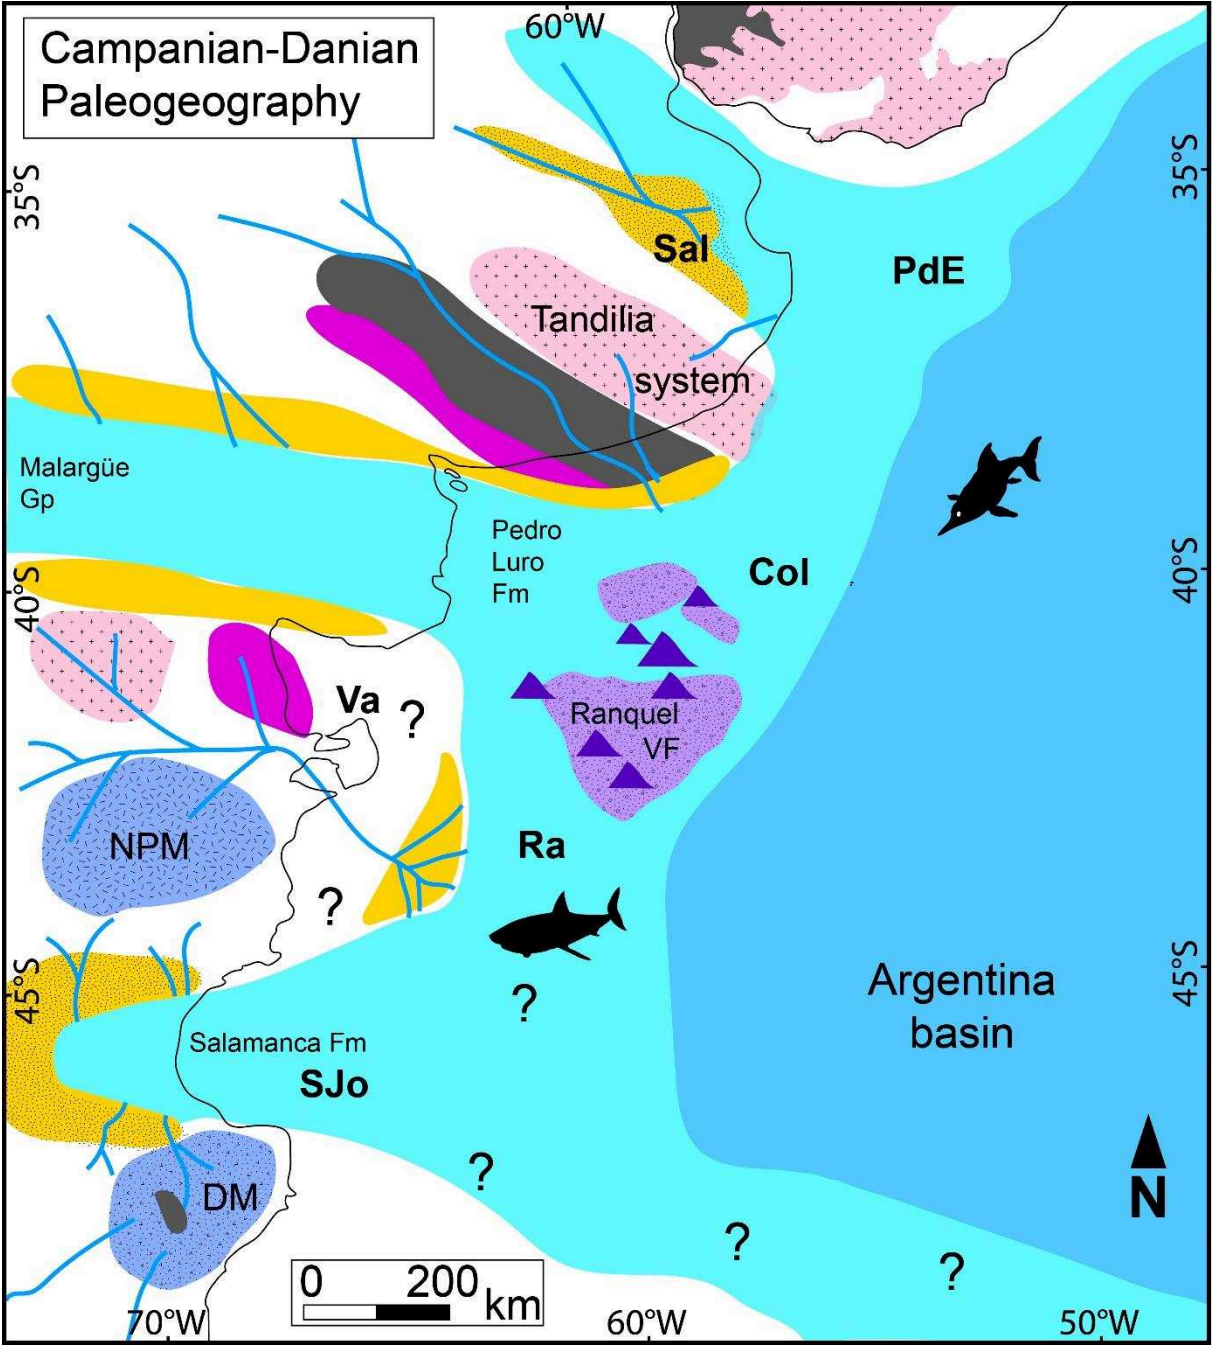 Campanian-Danian
Paleogeography
60°W
35°S
35°S
Sal
PdE
Tandilia
system
Malargüe
Gp
Pedro
Luro
Fm
Col
40°S
40°S
Va
?
Ranquel
VF
NPM
Ra
?
?
45°S
45°S
Argentina
basin
Salamanca Fm
SJo
?
?
?
DM
N
0 200
km
70°W
60°W
50°W